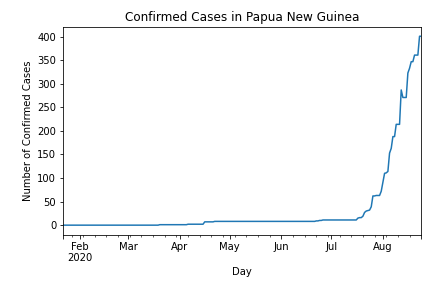 Confirmed Cases in Papua New Guinea
Number of Confirmed Cases
400
350
300
250
200
150
100
50
0
Feb Mar Apr May Jun Jul Aug
2020
Day